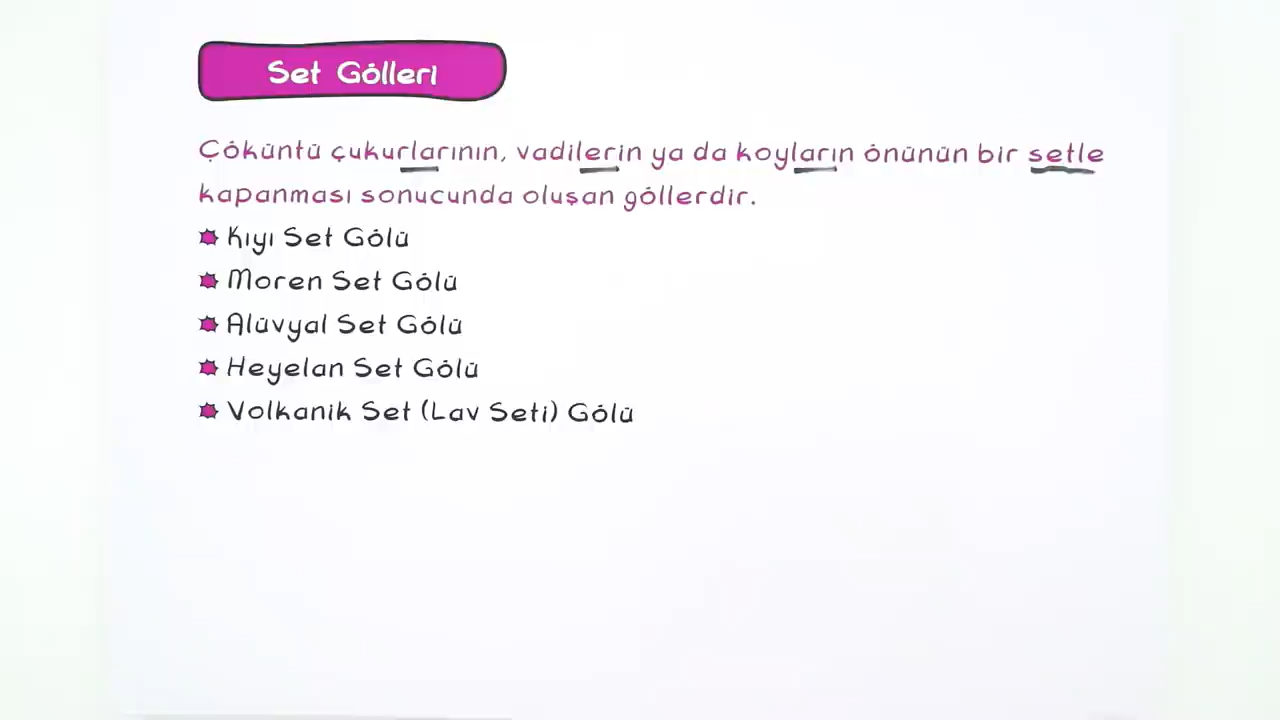 Set Gölleri
Çöküntü çukurlarının, vadilerin ya da koyların önünün bir setle
kapanması sonucunda oluşan göllerdir.
Kıyı Set Gölü
Moren Set Gölü
Alüvyal Set Gölü
Heyelan Set Gölü
Volkanik Set (Lav Seti) Gölü